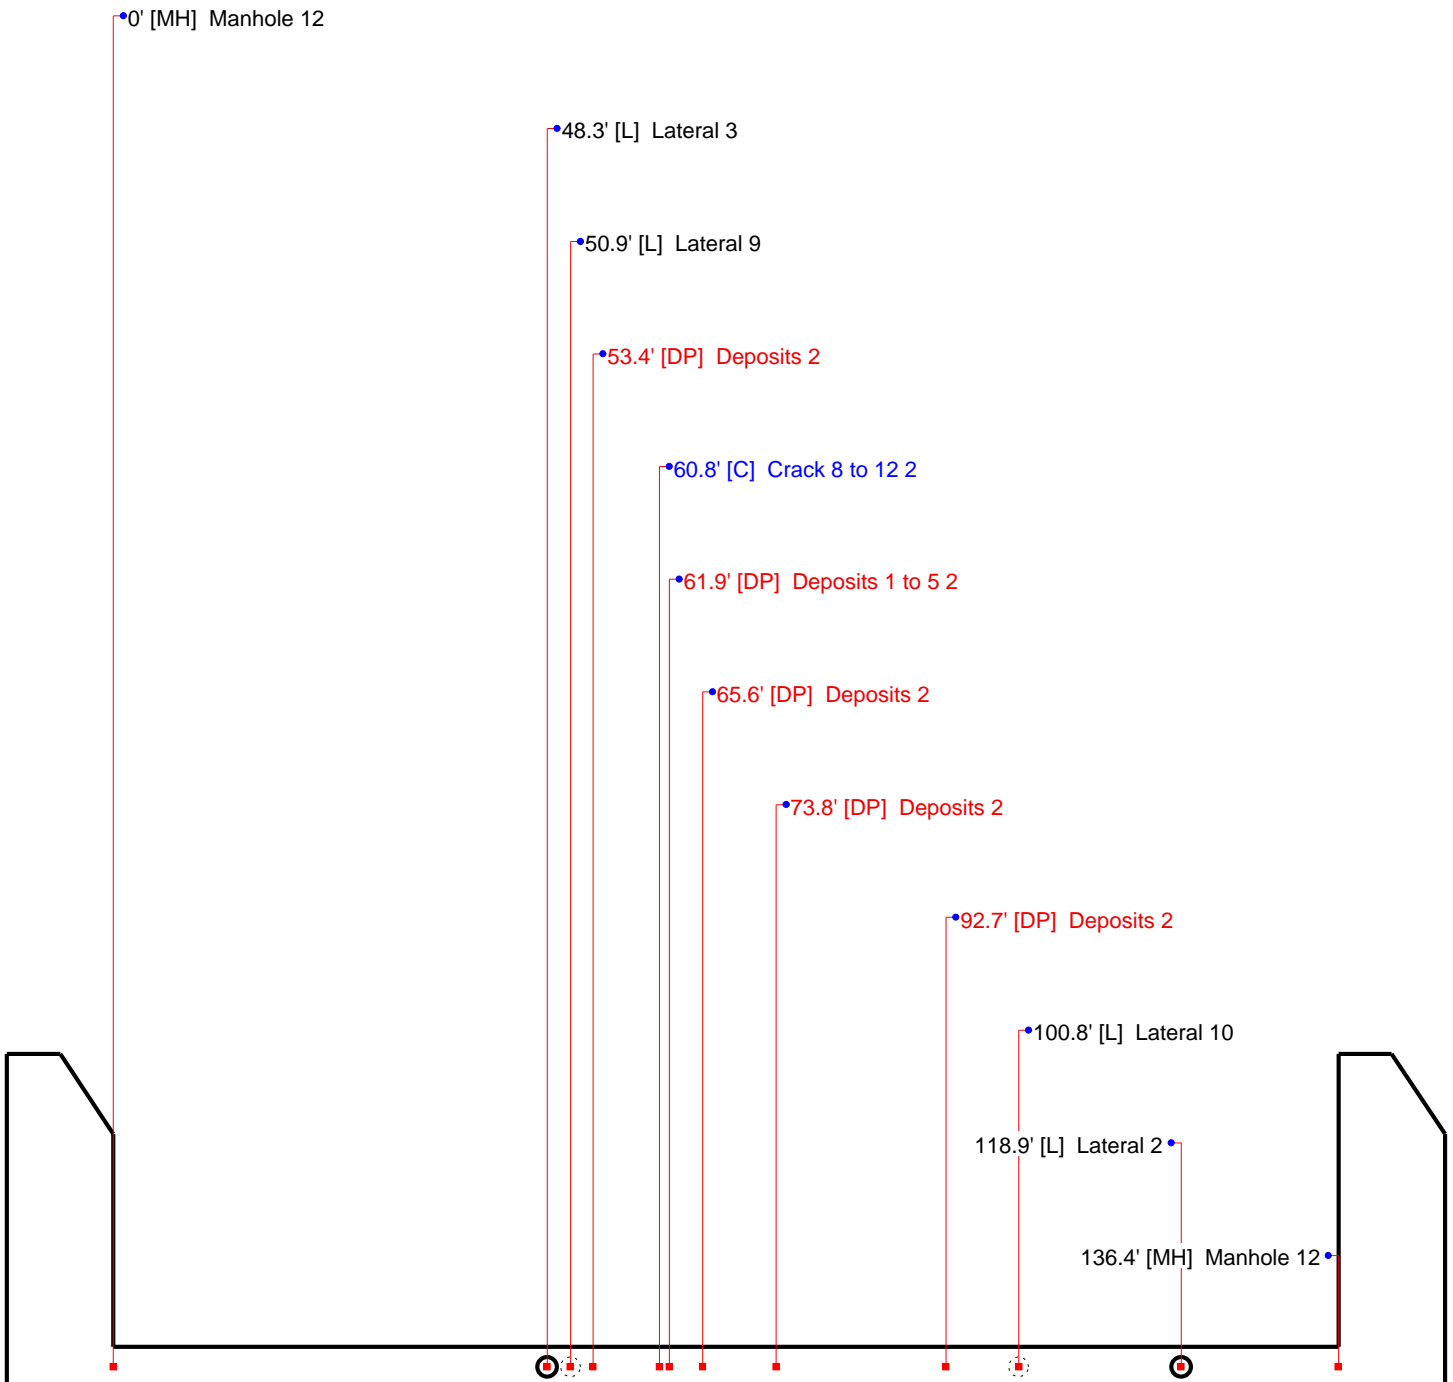 0' [MH] Manhole 12
48.3' [L] Lateral 3
50.9' [L] Lateral 9
53.4' [DP] Deposits 2
60.8' [C] Crack 8 to 12 2
61.9' [DP] Deposits 1 to 5 2
65.6' [DP] Deposits 2
73.8' [DP] Deposits 2
92.7' [DP] Deposits 2
100.8' [L] Lateral 10
118.9' [L] Lateral 2
136.4' [MH] Manhole 12